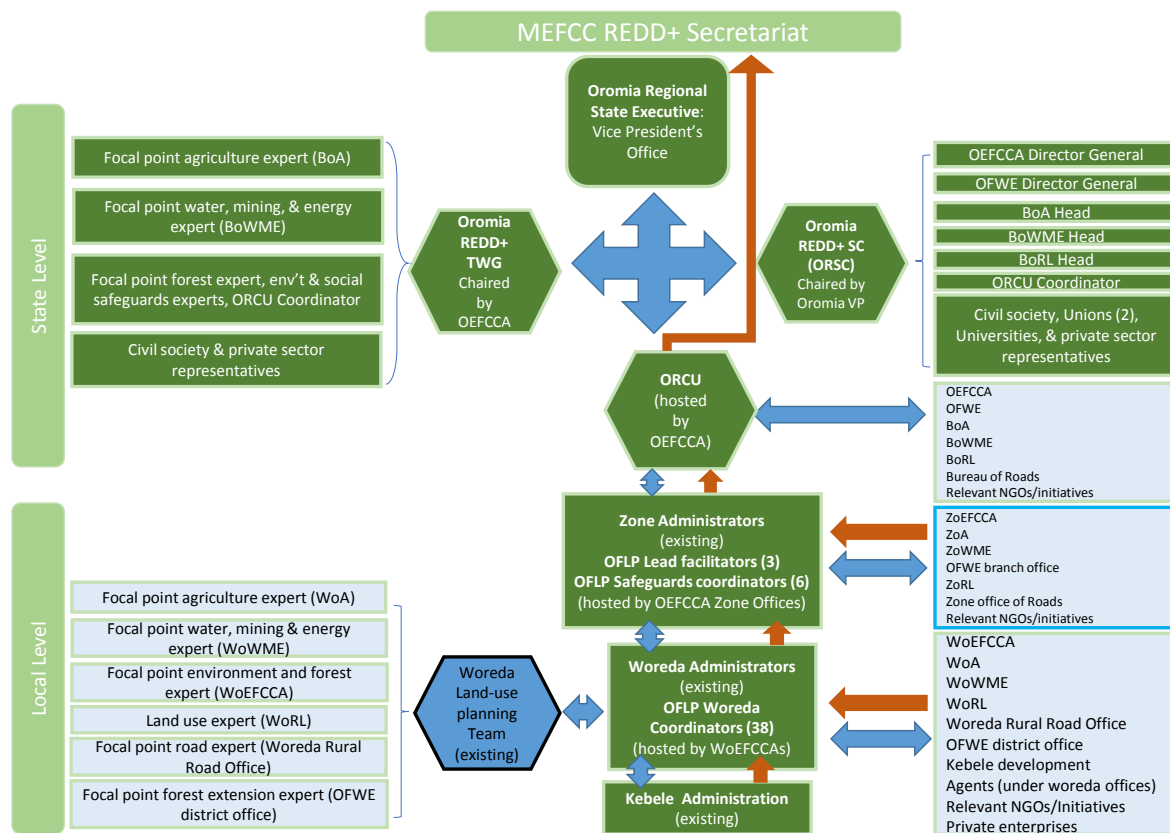 MEFCC REDD+ Secretariat
Oromia Regional
State Executive:
Vice President's
Office
State Level
Focal point agriculture expert (BoA)
Focal point water, mining, & energy
expert (BoWME)
Focal point forest expert, env't & social
safeguards experts, ORCU Coordinator
Civil society & private sector
representatives
Oromia
REDD+
TWG
Chaired
by
OEFCCA
Oromia
REDD+ SC
(ORSC)
Chaired by
Oromia VP
OEFCCA Director General
OFWE Director General
BoA Head
BoWME Head
BoRL Head
ORCU Coordinator
Civil society, Unions (2),
Universities, & private sector
representatives
ORCU
(hosted
by
OEFCCA)
OEFCCA
OFWE
BoA
BoWME
BoRL
Bureau of Roads
Relevant NGOs/initiatives
Local Level
Zone Administrators
(existing)
OFLP Lead facilitators (3)
OFLP Safeguards coordinators (6)
(hosted by OEFCCA Zone Offices)
ZoEFCCA
ZoA
ZoWME
OFWE branch office
ZoRL
Zone office of Roads
Relevant NGOs/initiatives
Focal point agriculture expert (WoA)
Focal point water, mining & energy
expert (WoWME)
Focal point environment and forest
expert (WoEFCCA)
Land use expert (WoRL)
Focal point road expert (Woreda Rural
Road Office)
Focal point forest extension expert (OFWE
district office)
Woreda
Land-use
planning
Team
(existing)
Woreda Administrators
(existing)
OFLP Woreda
Coordinators (38)
(hosted by WoEFCCAs)
WoEFCCA
WoA
WoWME
WoRL
Woreda Rural Road Office
OFWE district office
Kebele development
Agents (under woreda offices)
Relevant NGOs/Initiatives
Private enterprises
Kebele Administration
(existing)